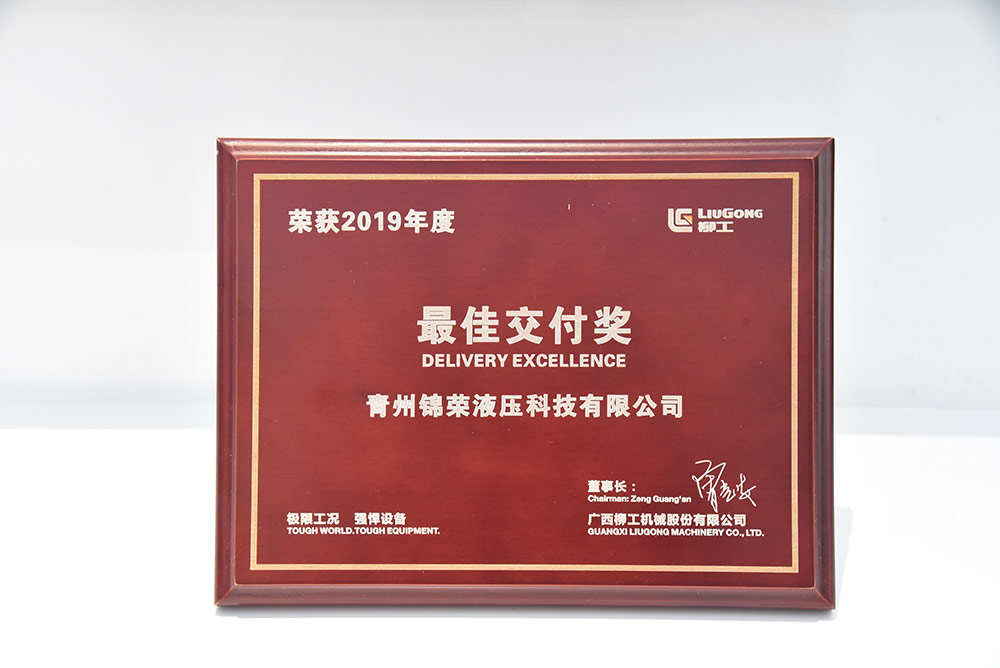 荣获2019年度
LIUGONG
柳工
最佳交付奖
DELIVERY EXCELLENCE
青州锦荣液压科技有限公司
董事长：
Chairman: Zeng Guang'an
极限工况 强悍设备
TOUGH WORLD.TOUGH EQUIPMENT.
广西柳工机械股份有限公司
GUANGXI LIUGONG MACHINERY CO., LTD.